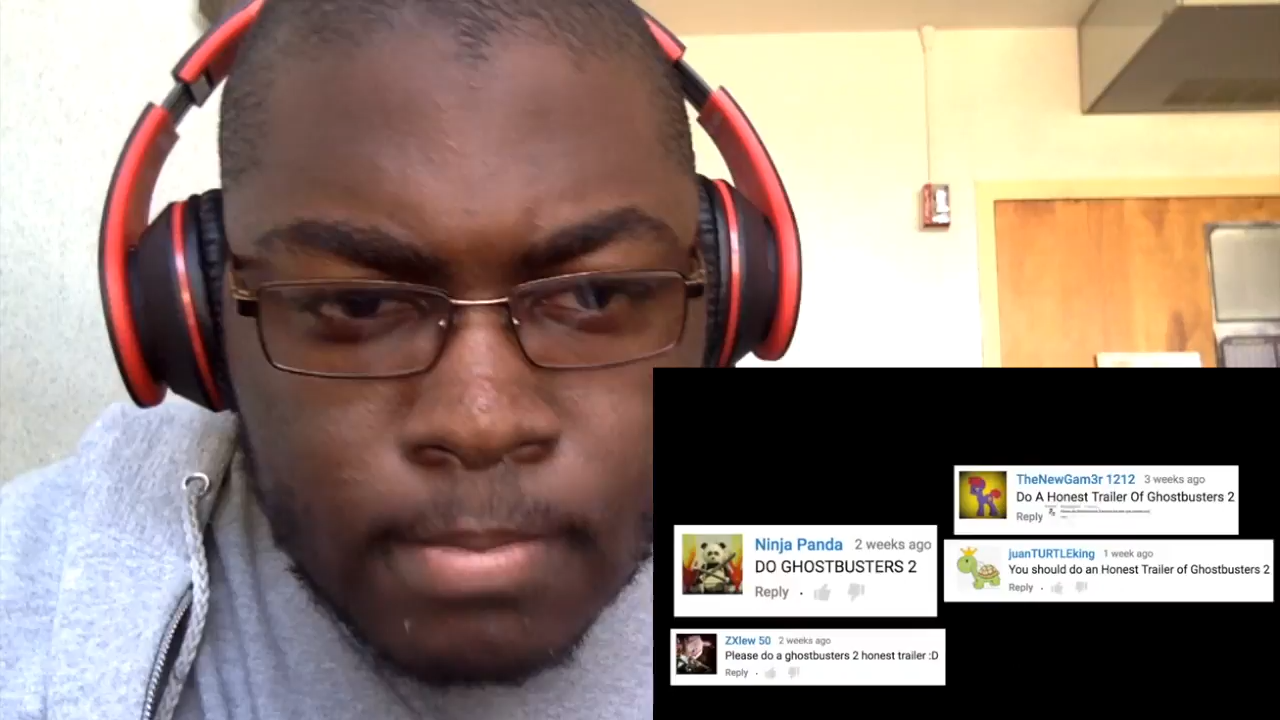 TheNewGam3r 1212 3 weeks ago
Do A Honest Trailer Of Ghostbusters 2
Reply
Ninja Panda 2 weeks ago
DO GHOSTBUSTERS 2
Reply
juanTURTLEking 1 week ago
You should do an Honest Trailer of Ghostbusters 2
Reply
ZXlew 50 2 weeks ago
Please do a ghostbusters 2 honest trailer :D
Reply